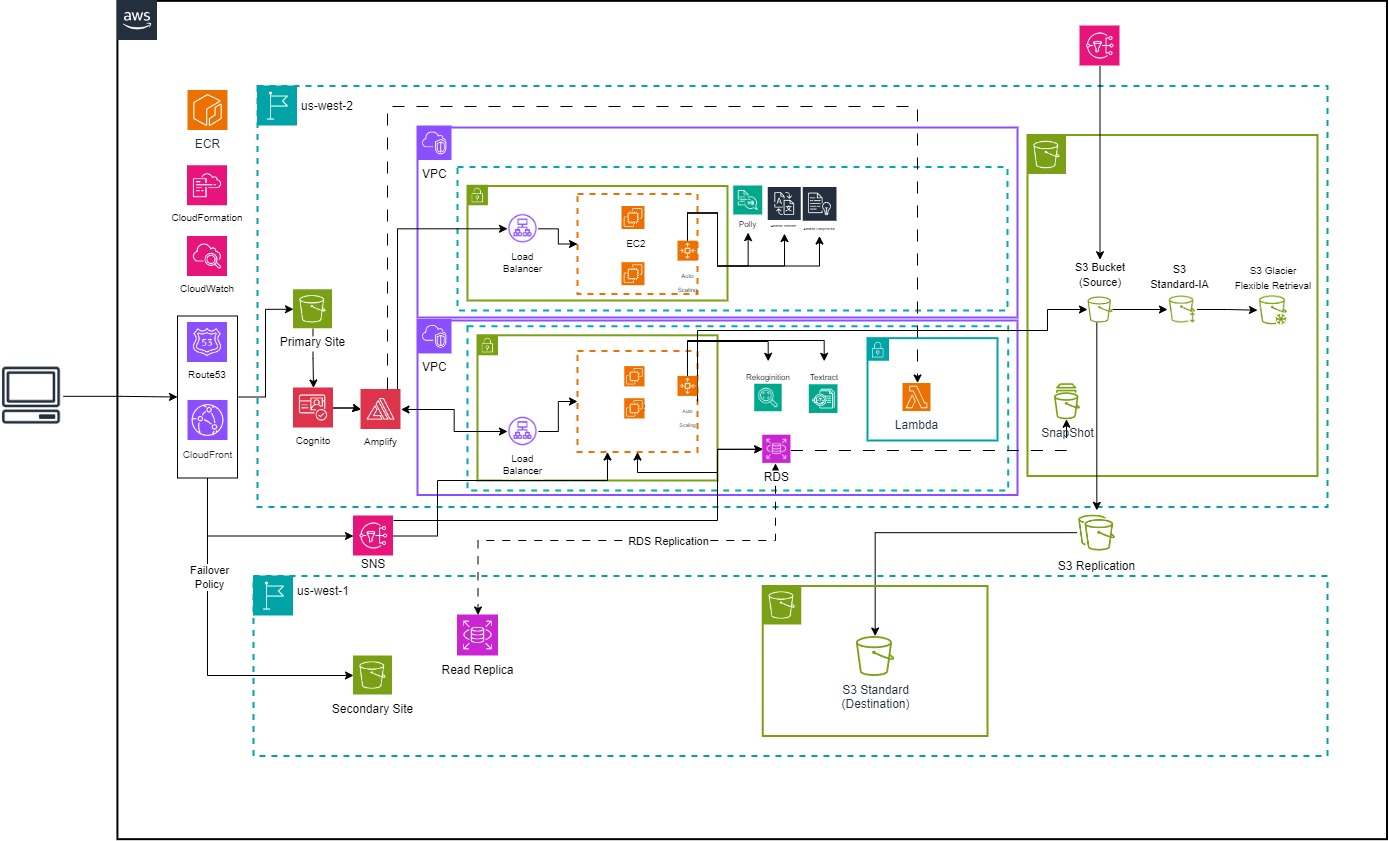 aws
ECR
CloudFormation
CloudWatch
53
Route53
CloudFront
us-west-2
Primary Site
Cognito
Amplify
VPC
Load
Balancer
EC2
Auto
Scaling
Polly
A
VPC
Load
Balancer
Auto
Scaling
Rekoginition
Textract
RDS
Lambda
S3 Bucket
(Source)
S3
Standard-IA
S3 Glacier
Flexible Retrieval
SnapShot
SNS
RDS Replication
S3 Replication
Failover
Policy
us-west-1
Read Replica
Secondary Site
S3 Standard
(Destination)